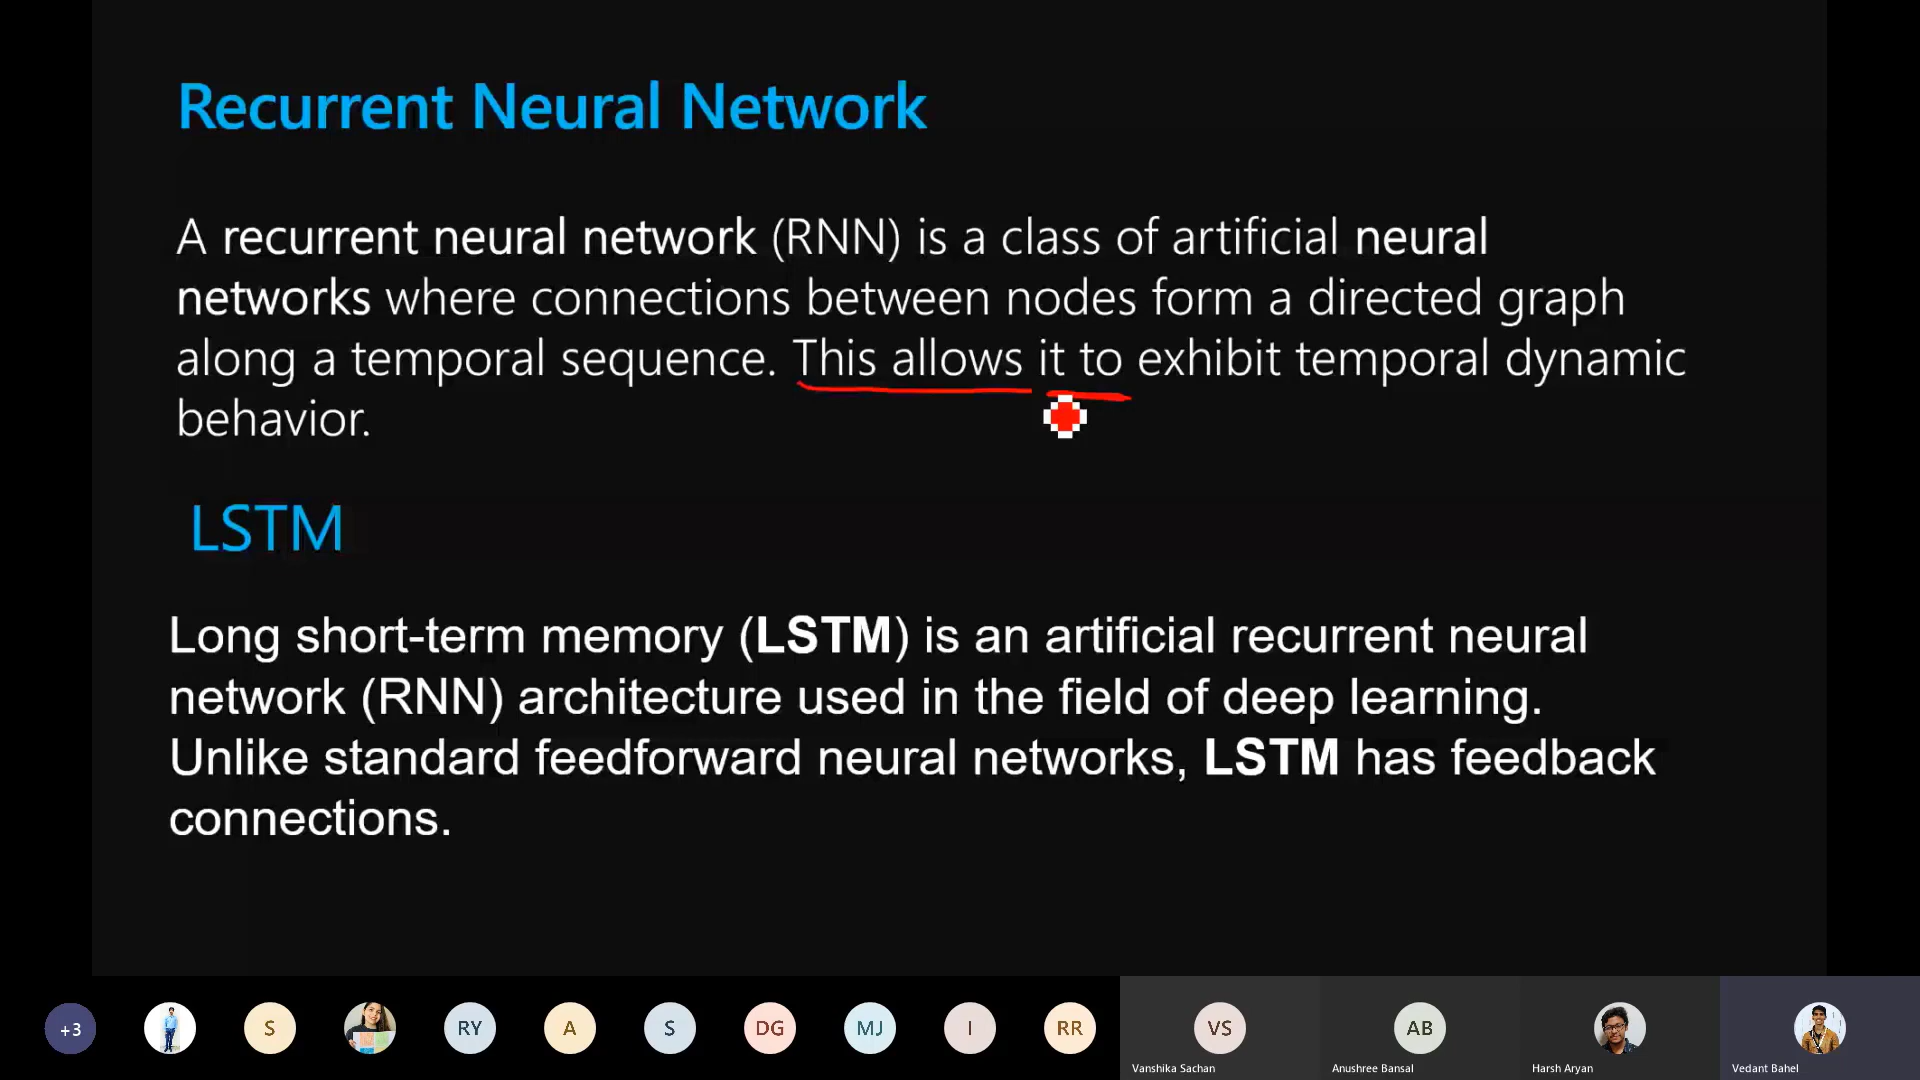 Recurrent Neural Network
A recurrent neural network (RNN) is a class of artificial neural
networks where connections between nodes form a directed graph
along a temporal sequence. This allows it to exhibit temporal dynamic
behavior.
LSTM
Long short-term memory (LSTM) is an artificial recurrent neural
network (RNN) architecture used in the field of deep learning.
Unlike standard feedforward neural networks, LSTM has feedback
connections.
+3 S RY A S DG MJ I RR VS AB
Vanshika Sachan Anushree Bansal Harsh Aryan Vedant Bahel